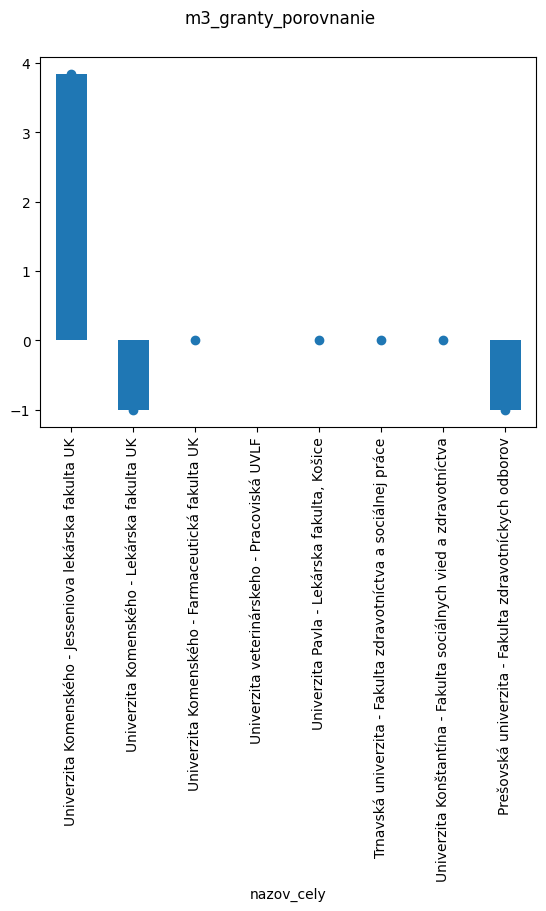 m3_granty_porovnanie
4
3
2
1
0
−1
Univerzita Komenského - Jesseniova lekárska fakulta UK
Univerzita Komenského - Lekárska fakulta UK
Univerzita Komenského - Farmaceutická fakulta UK
Univerzita veterinárskeho - Pracoviská UVLF
Univerzita Pavla - Lekárska fakulta, Košice
Trnavská univerzita - Fakulta zdravotníctva a sociálnej práce
Univerzita Konštantína - Fakulta sociálnych vied a zdravotníctva
Prešovská univerzita - Fakulta zdravotníckych odborov
nazov_cely